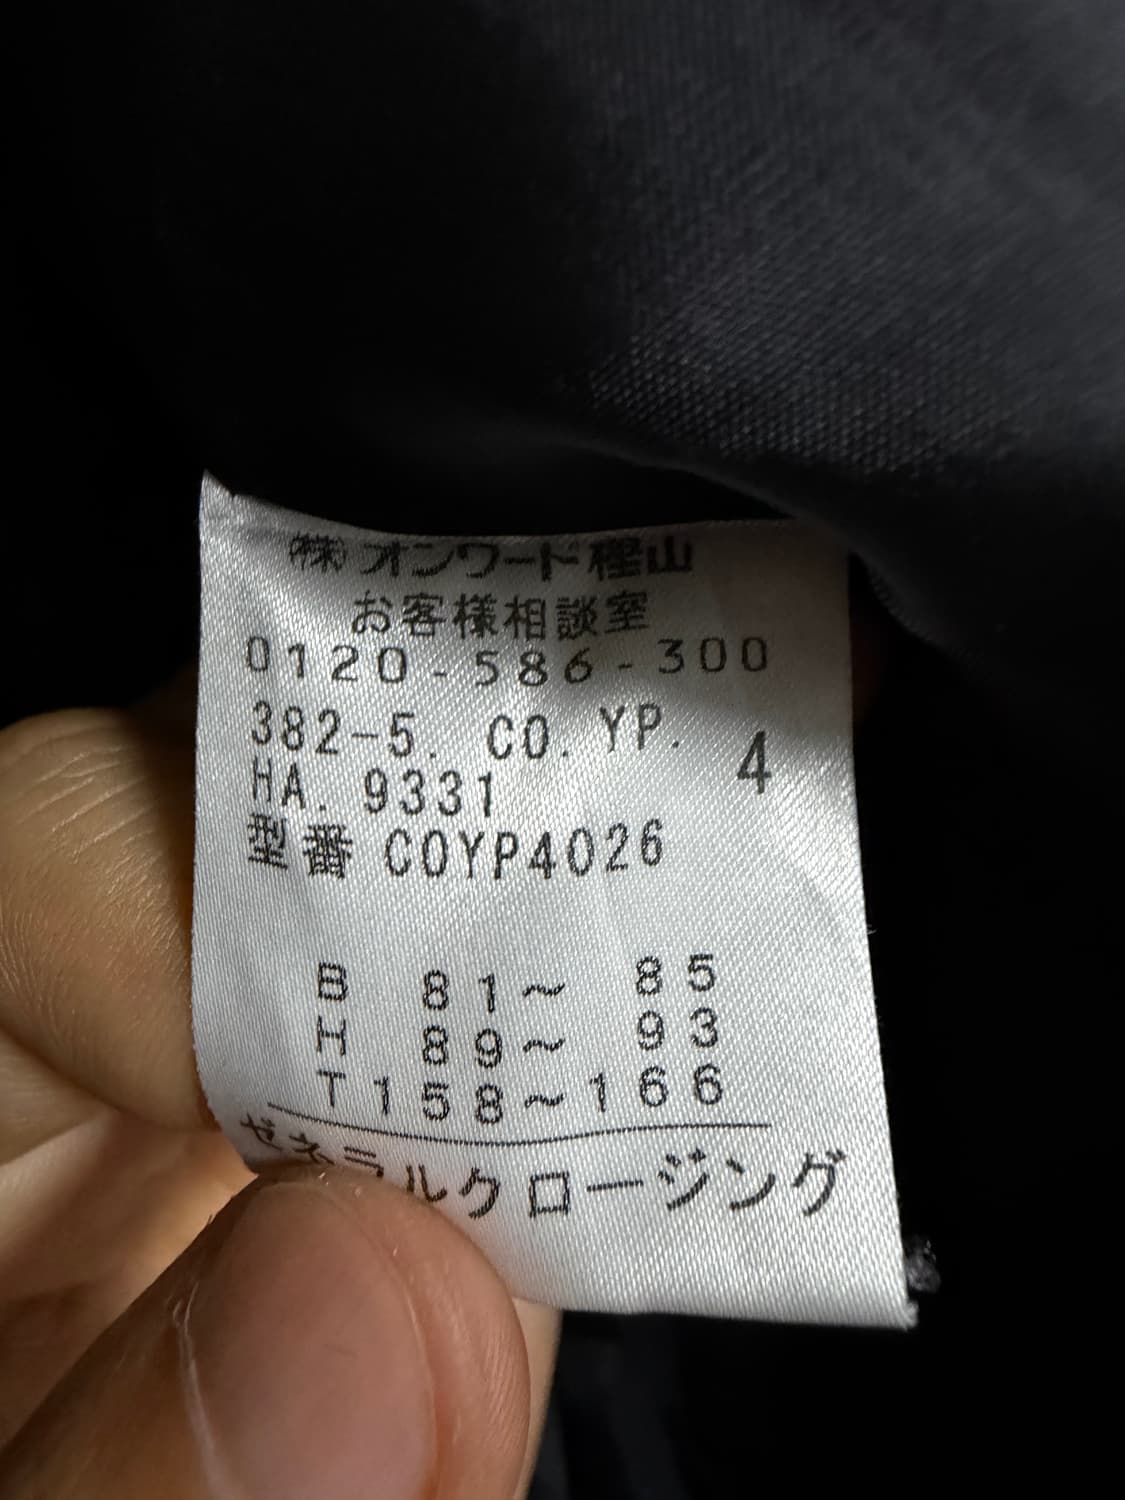 ㈱オンワード樫山
お客様相談室
0120-586-300
382-5. CO. YP.
4
HA. 9331
型番 COYP4026
B 81～ 85
H 89～ 93
T158～166
ゼネラルクロージング